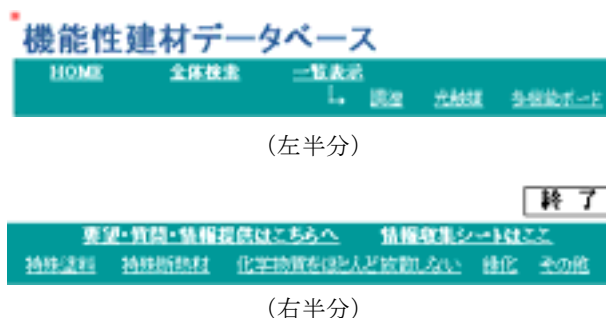 機能性建材データベース
HOME 全体検索 一覧表示
調湿 光触媒 多機能ボード
(左半分)
終 了
要望・質問・情報提供はこちらへ 情報収集シートはここ
特殊塗料 特殊断熱材 化学物質をほとんど放散しない 緑化 その他
(右半分)